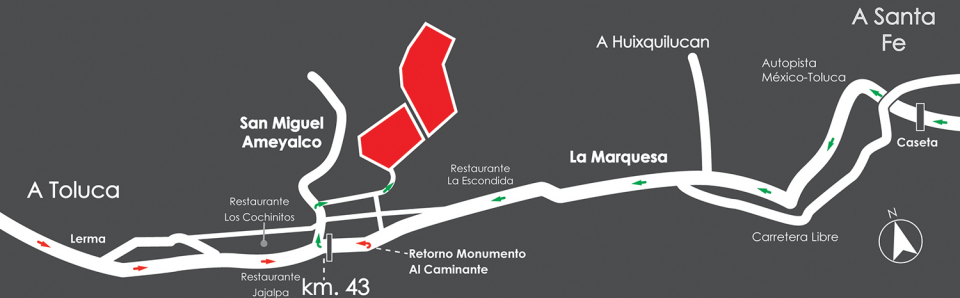 A Santa
Fe
A Huixquilucan
Autopista
México-Toluca
San Miguel
Ameyalco
Caseta
La Marquesa
Restaurante
La Escondida
A Toluca
Restaurante
Los Cochinitos
N
Lerma
Carretera Libre
Retorno Monumento
Al Caminante
Restaurante
Jajalpa
km. 43